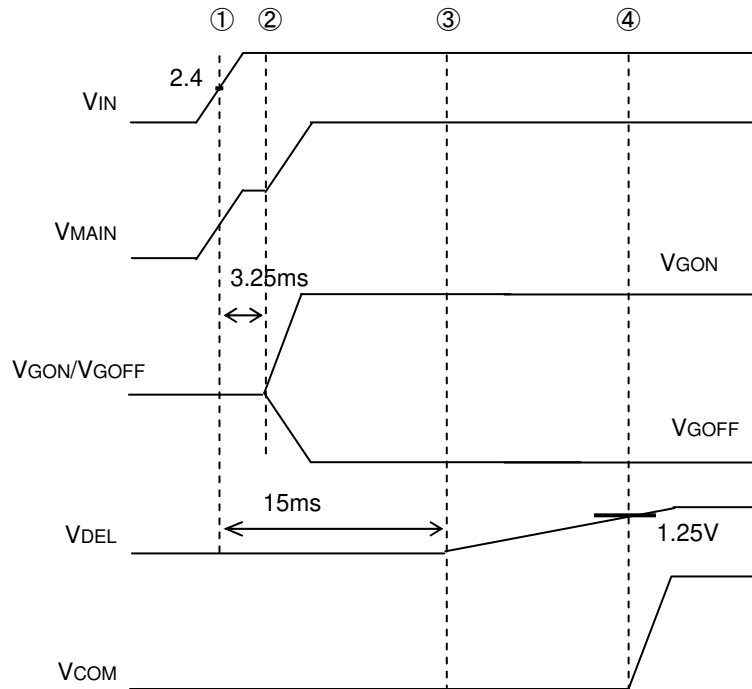 ① ② ③ ④
2.4
VIN
VMAIN
3.25ms
VGON
VGON/VGOFF
VGOFF
15ms
VDEL
1.25V
VCOM